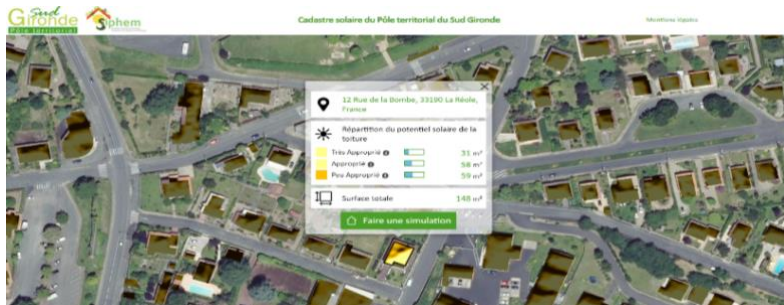 Sud
Gironde
Pôle territorial
Siphem
Cadastre solaire du Pôle territorial du Sud Gironde
Mentions légales
12 Rue de la Bombe, 33190 La Réole,
France
Répartition du potentiel solaire de la
toiture
Très Approprié 31 m²
Approprié 58 m²
Peu Approprié 59 m²
Surface totale 148 m²
Faire une simulation